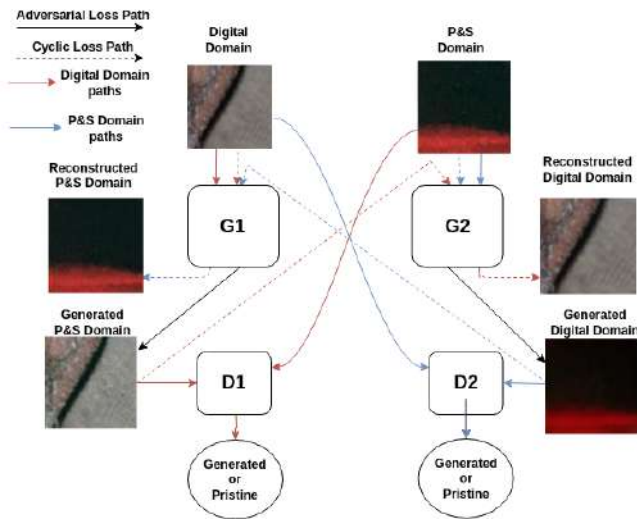 Adversarial Loss Path
Cyclic Loss Path
Digital Domain
paths
P&S Domain
paths
Digital
Domain
P&S
Domain
Reconstructed
P&S Domain
G1
G2
Reconstructed
Digital Domain
Generated
P&S Domain
Generated
Digital Domain
D1
D2
Generated
or
Pristine
Generated
or
Pristine